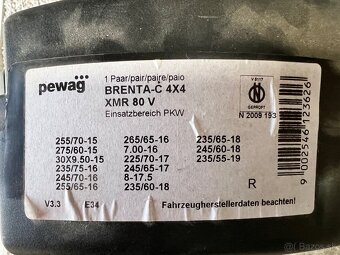 pewag
1 Paar/pair/paire/paio
BRENTA-C 4X4
XMR 80 V
Einsatzbereich PKW
V 5117
GEPRÜFT
N 2009 193
255/70-15 265/65-16 235/65-18
275/60-15 7.00-16 245/60-18
30X9.50-15 225/70-17 235/55-19
235/75-16 245/65-17
245/70-16 8-17.5
255/65-16 235/60-18
R
V3.3 E34 Fahrzeugherstellerdaten beachten!
9002546123626